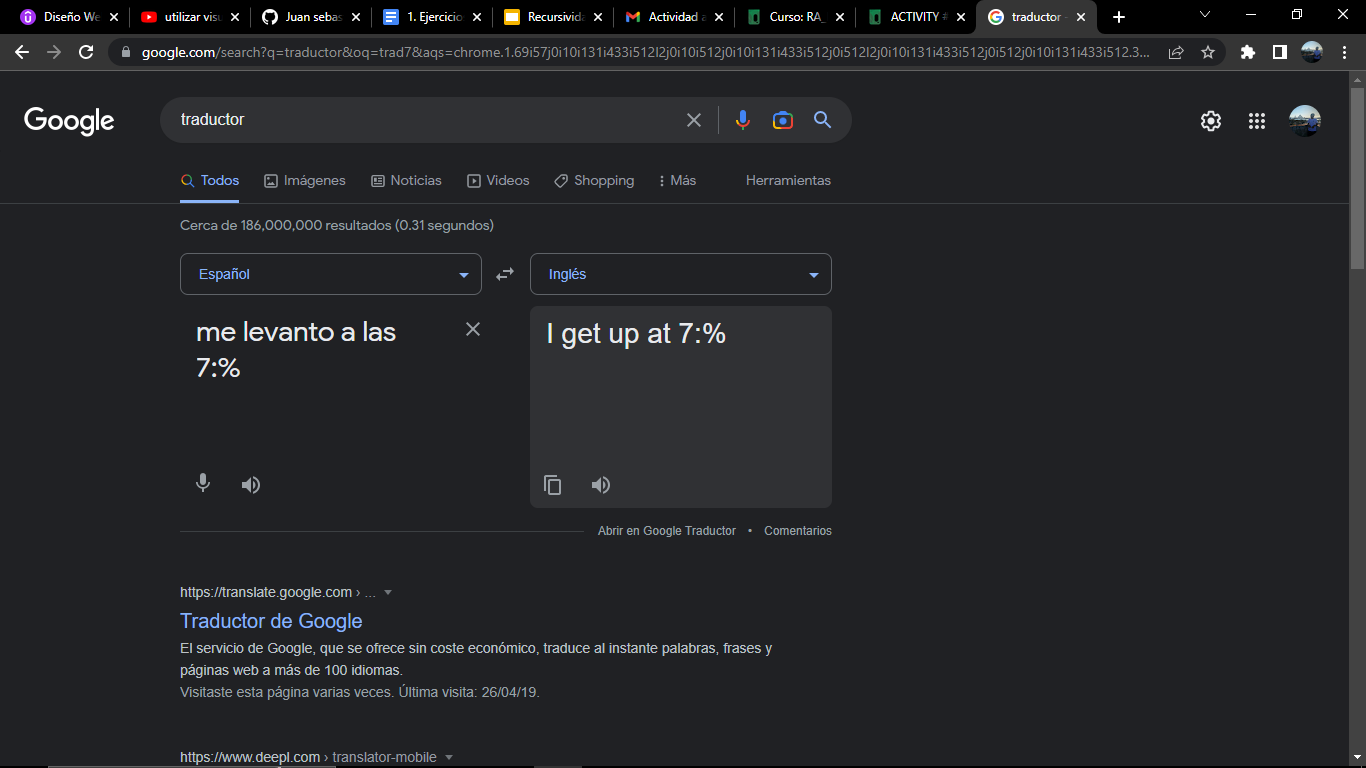 Diseño We
utilizar visu
Juan sebas
1. Ejercicio
Recursivida
Actividad a
Curso: RA_
ACTIVITY #
traductor -
google.com/search?q=traductor&oq=trad7&aqs=chrome.1.69i57j0i10i131i433i512l2j0i10i512j0i10i131i433i512j0i512l2j0i10i131i433i512j0i512j0i10i131i433i512.3...
Google
traductor
Todos
Imágenes
Noticias
Videos
Shopping
Más
Herramientas
Cerca de 186,000,000 resultados (0.31 segundos)
Español
Inglés
me levanto a las
7:%
I get up at 7:%
Abrir en Google Traductor • Comentarios
https://translate.google.com › ...
Traductor de Google
El servicio de Google, que se ofrece sin coste económico, traduce al instante palabras, frases y
páginas web a más de 100 idiomas.
Visitaste esta página varias veces. Última visita: 26/04/19.
https://www.deepl.com › translator-mobile